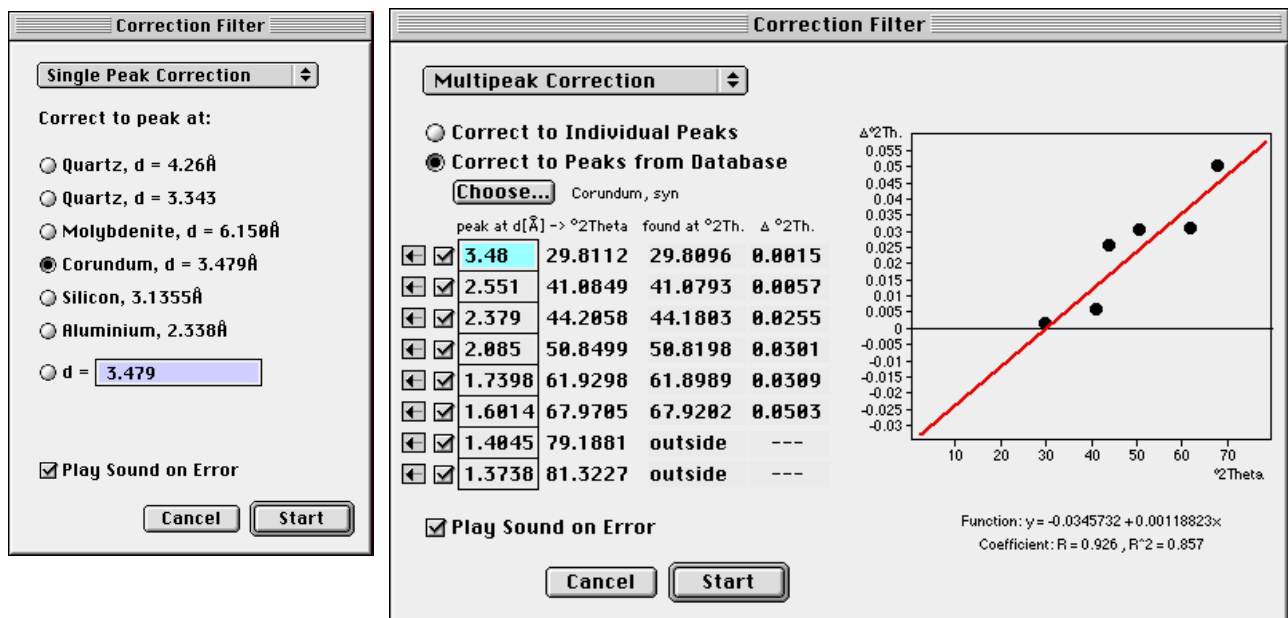 Correction Filter
Single Peak Correction
Correct to peak at:
Quartz, d = 4.26Å
Quartz, d = 3.343
Molybdenite, d = 6.150Å
Corundum, d = 3.479Å
Silicon, 3.1355Å
Aluminium, 2.338Å
d = 3.479
Play Sound on Error
Cancel Start
Correction Filter
Multipeak Correction
Correct to Individual Peaks
Correct to Peaks from Database
Choose... Corundum, syn
peak at d[Å] -> °2Theta found at °2Th. Δ °2Th.
3.48 29.8112 29.8096 0.0015
2.551 41.0849 41.0793 0.0057
2.379 44.2058 44.1803 0.0255
2.085 50.8499 50.8198 0.0301
1.7398 61.9298 61.8989 0.0309
1.6014 67.9705 67.9202 0.0503
1.4045 79.1881 outside ---
1.3738 81.3227 outside ---
Play Sound on Error
Cancel Start
Δ°2Th.
0.055
0.05
0.045
0.04
0.035
0.03
0.025
0.02
0.015
0.01
0.005
0
-0.005
-0.01
-0.015
-0.02
-0.025
-0.03
10 20 30 40 50 60 70
°2Theta
Function: y = -0.0345732 + 0.00118823x
Coefficient: R = 0.926 , R^2 = 0.857